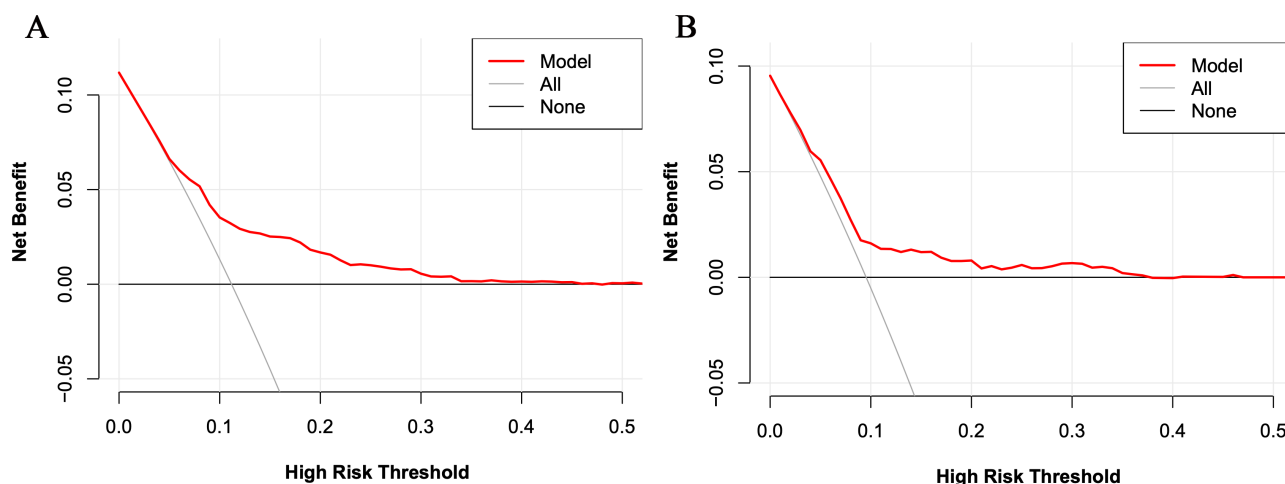 A
Model
All
None
0.10
0.05
0.00
−0.05
Net Benefit
0.0 0.1 0.2 0.3 0.4 0.5
High Risk Threshold
B
Model
All
None
0.10
0.05
0.00
−0.05
Net Benefit
0.0 0.1 0.2 0.3 0.4 0.5
High Risk Threshold